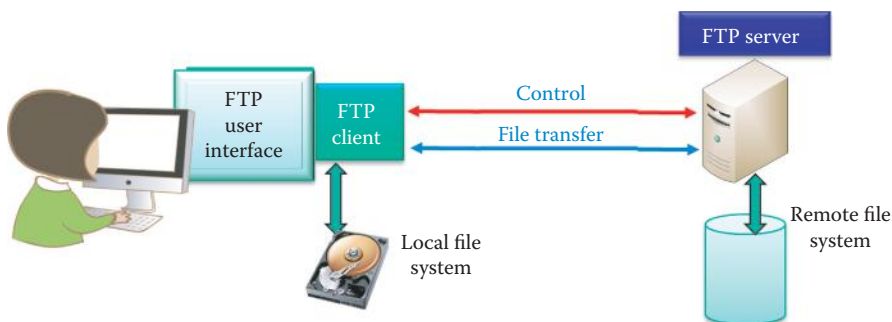 FTP server
FTP
user
interface
FTP
client
Control
File transfer
Local file
system
Remote file
system